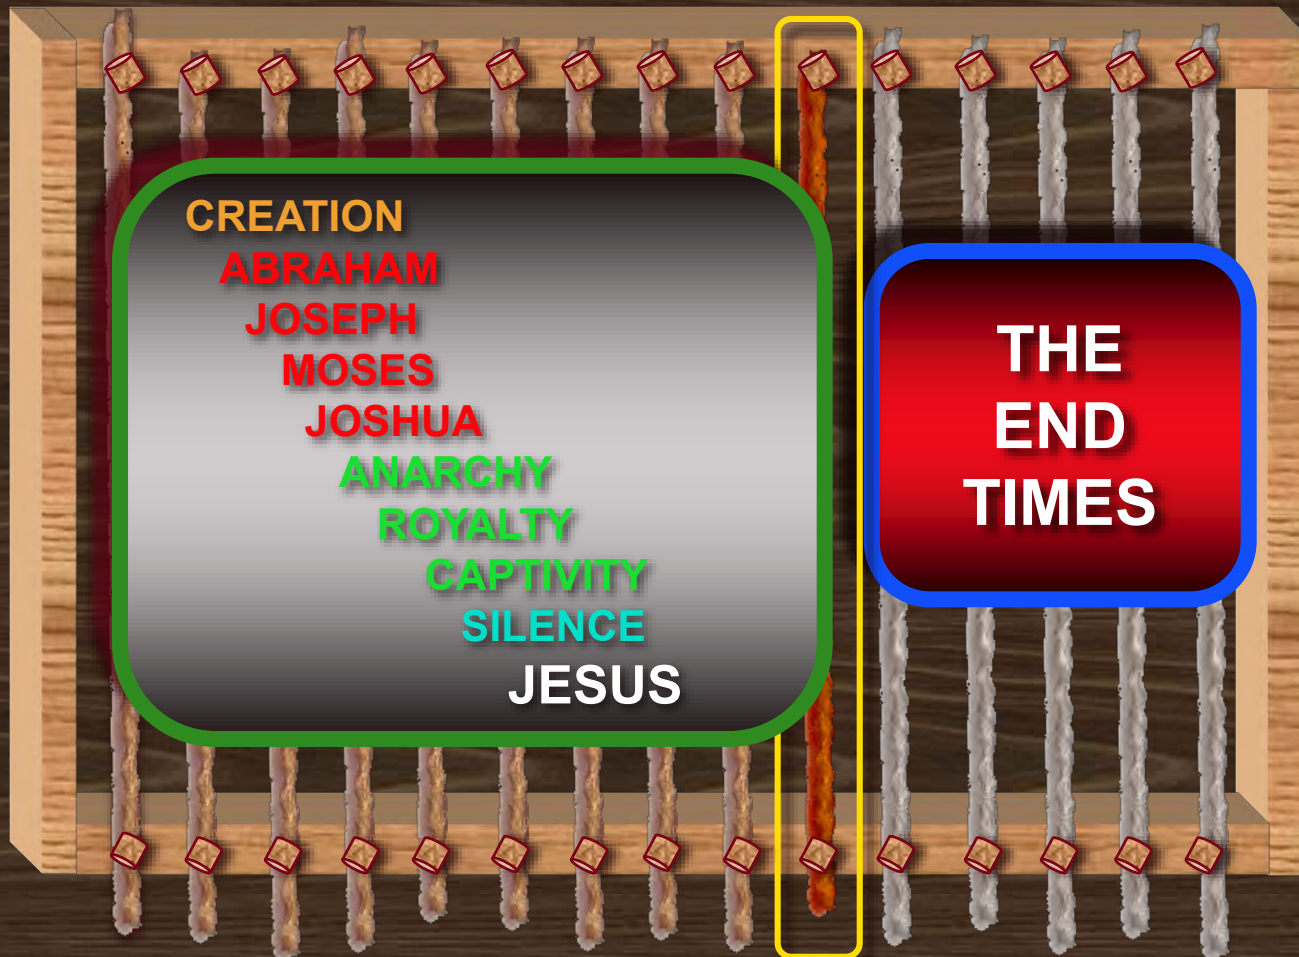 CREATION
ABRAHAM
JOSEPH
MOSES
JOSHUA
ANARCHY
ROYALTY
CAPTIVITY
SILENCE
JESUS
THE
END
TIMES